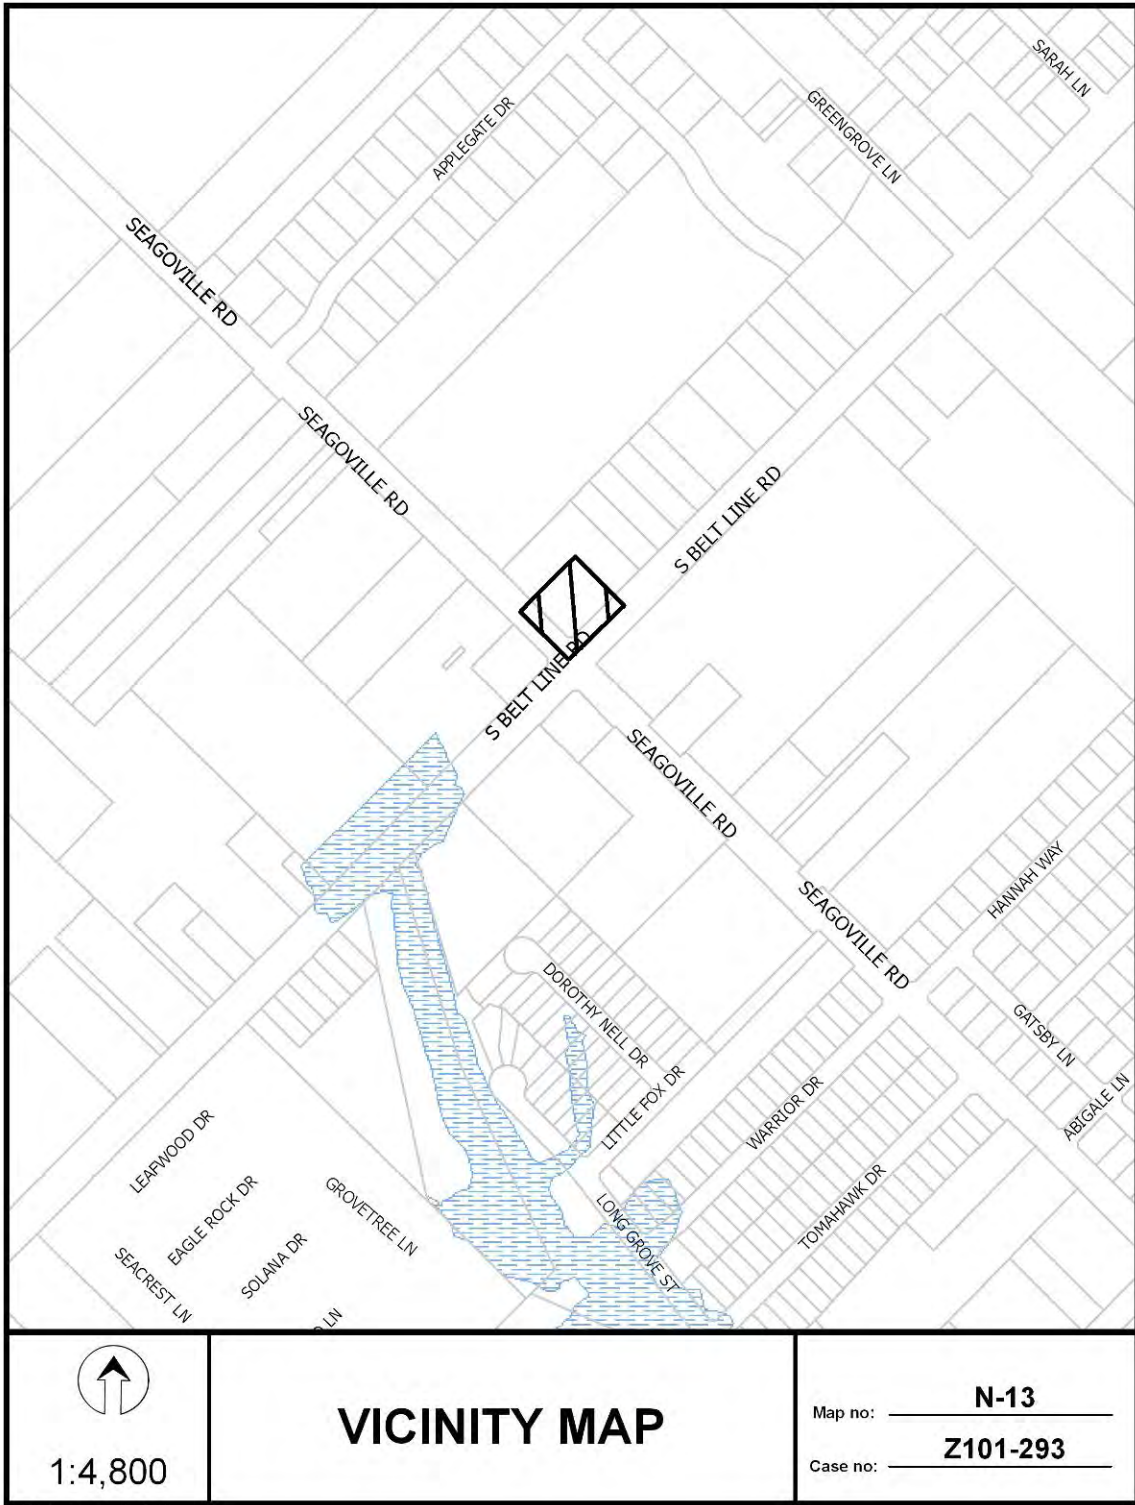 SARAH LN
GREENGROVE LN
APPLEGATE DR
SEAGOVILLE RD
SEAGOVILLE RD
S BELT LINE RD
S BELT LINE RD
SEAGOVILLE RD
SEAGOVILLE RD
HANNAH WAY
DOROTHY NELL DR
GATSBY LN
LITTLE FOX DR
WARRIOR DR
ABIGALE LN
LEAFWOOD DR
EAGLE ROCK DR
GROVETREE LN
LONG GROVE ST
TOMAHAWK DR
SOLANA DR
SEACREST LN
LN
1:4,800
VICINITY MAP
Map no: N-13
Case no: Z101-293